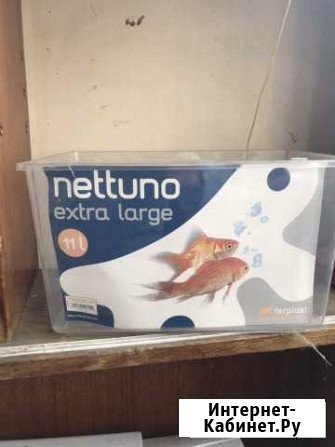 nettuno
extra large
11 l
ferplast
Интернет-
Кабинет.Ру